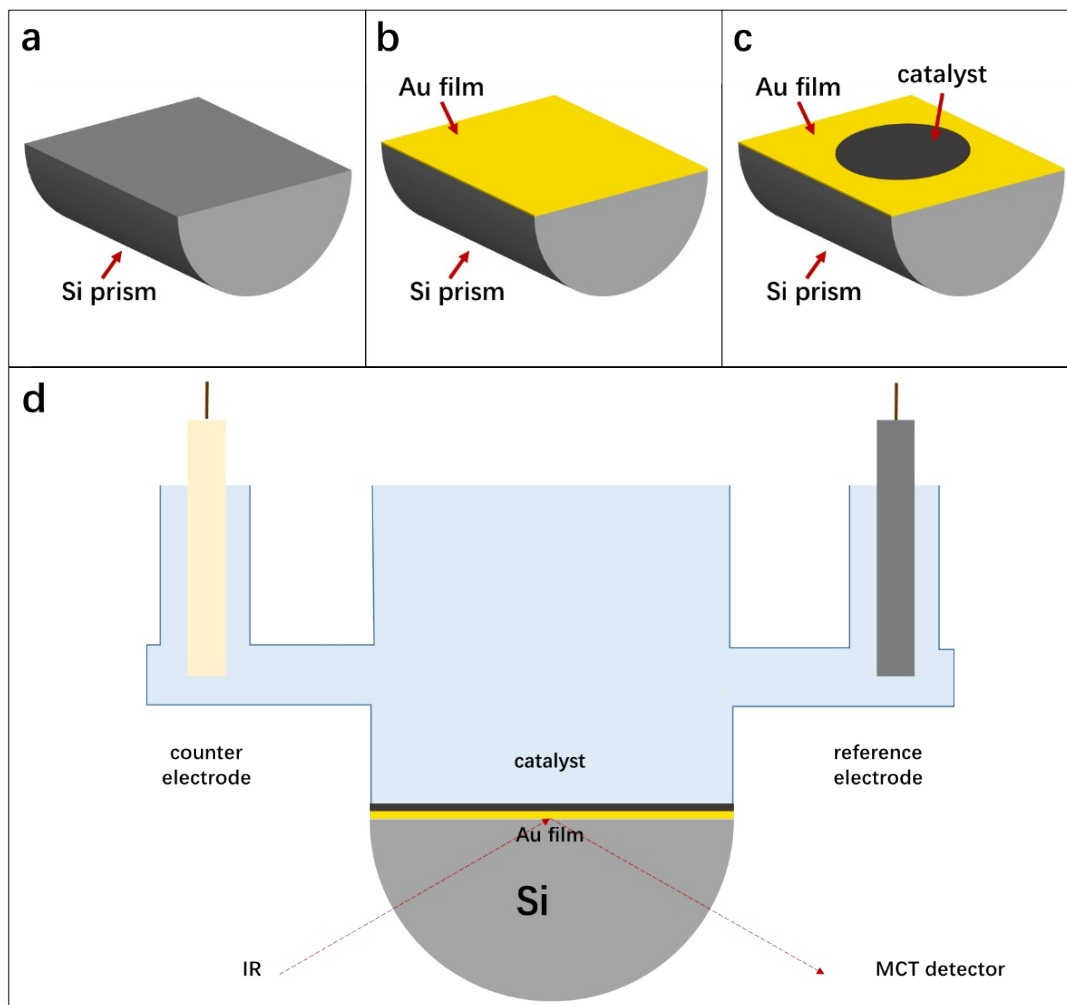 a
Si prism
b
Au film
Si prism
c
Au film
catalyst
Si prism
d
counter
electrode
catalyst
reference
electrode
Au film
Si
IR
MCT detector